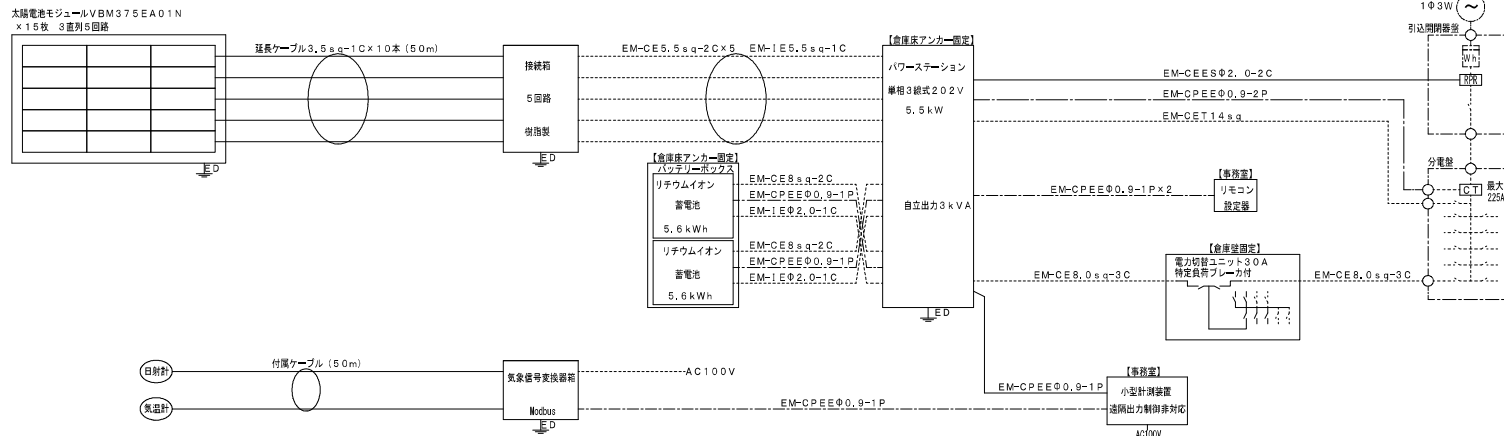 太陽電池モジュールVBM375EA01N
×15枚 3直列5回路
ED
延長ケーブル3.5sq-1C×10本(50m)
接続箱
5回路
樹脂製
ED
EM-CE5.5sq-2C×5 EM-IE5.5sq-1C
【倉庫床アンカー固定】
パワーステーション
単相3線式202V
5.5kW
自立出力3kVA
ED
【倉庫床アンカー固定】
バッテリーボックス
リチウムイオン
蓄電池
5.6kWh
リチウムイオン
蓄電池
5.6kWh
EM-CE8sq-2C
EM-CPEEΦ0.9-1P
EM-IEΦ2.0-1C
EM-CE8sq-2C
EM-CPEEΦ0.9-1P
EM-IEΦ2.0-1C
EM-CEESΦ2.0-2C
EM-CPEEΦ0.9-2P
EM-CET14sq
EM-CPEEΦ0.9-1P×2
【事務室】
リモコン
設定器
EM-CE8.0sq-3C
【倉庫壁固定】
電力切替ユニット30A
特定負荷ブレーカ付
EM-CE8.0sq-3C
1Φ3W
引込開閉器盤
Wh
RPR
分電盤
CT
最大
225A
日射計
気温計
付属ケーブル(50m)
気象信号変換器箱
Modbus
ED
AC100V
EM-CPEEΦ0.9-1P
EM-CPEEΦ0.9-1P
【事務室】
小型計測装置
遠隔出力制御非対応
AC100V